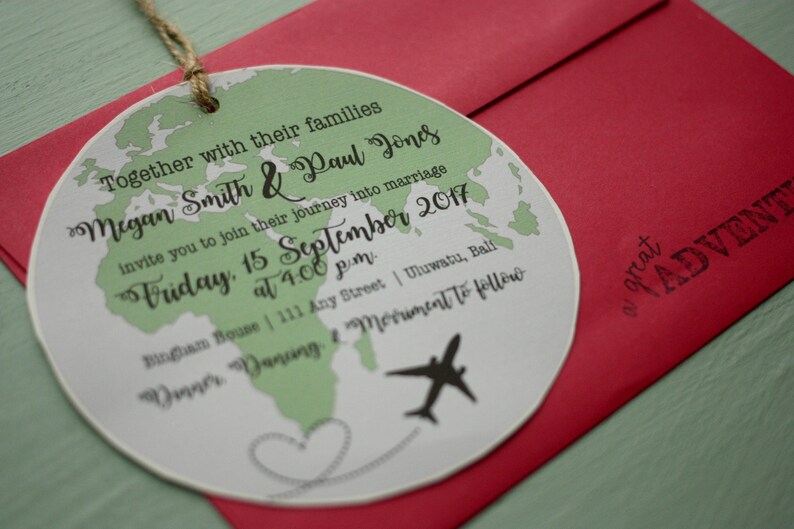 Together with their families
Megan Smith & Paul Jones
invite you to join their journey into marriage
Friday, 15 September 2017
at 4:00 p.m.
Bingham House | 111 Any Street | Uluwatu, Bali
Dinner, Dancing, & Merriment to follow
a great
ADVENT